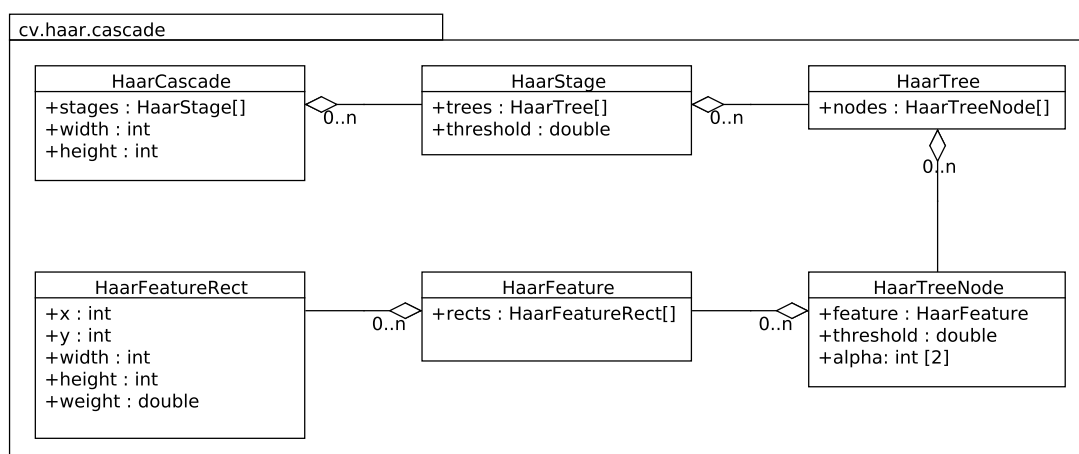 cv.haar.cascade
HaarCascade
+stages : HaarStage[]
+width : int
+height : int
0..n
HaarStage
+trees : HaarTree[]
+threshold : double
0..n
HaarTree
+nodes : HaarTreeNode[]
0..n
HaarFeatureRect
+x : int
+y : int
+width : int
+height : int
+weight : double
0..n
HaarFeature
+rects : HaarFeatureRect[]
0..n
HaarTreeNode
+feature : HaarFeature
+threshold : double
+alpha: int [2]